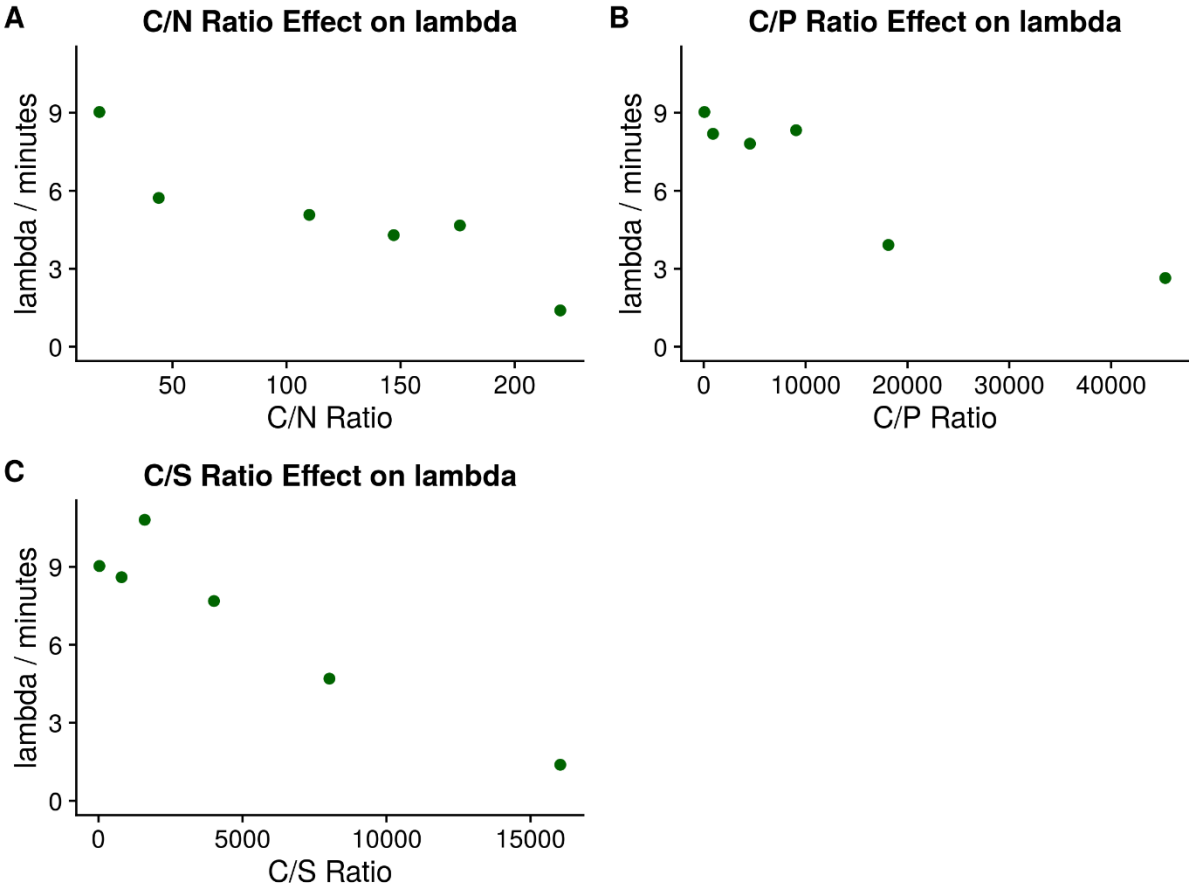 A
C/N Ratio Effect on lambda
lambda / minutes
9
6
3
0
50 100 150 200
C/N Ratio
B
C/P Ratio Effect on lambda
lambda / minutes
9
6
3
0
0 10000 20000 30000 40000
C/P Ratio
C
C/S Ratio Effect on lambda
lambda / minutes
9
6
3
0
0 5000 10000 15000
C/S Ratio